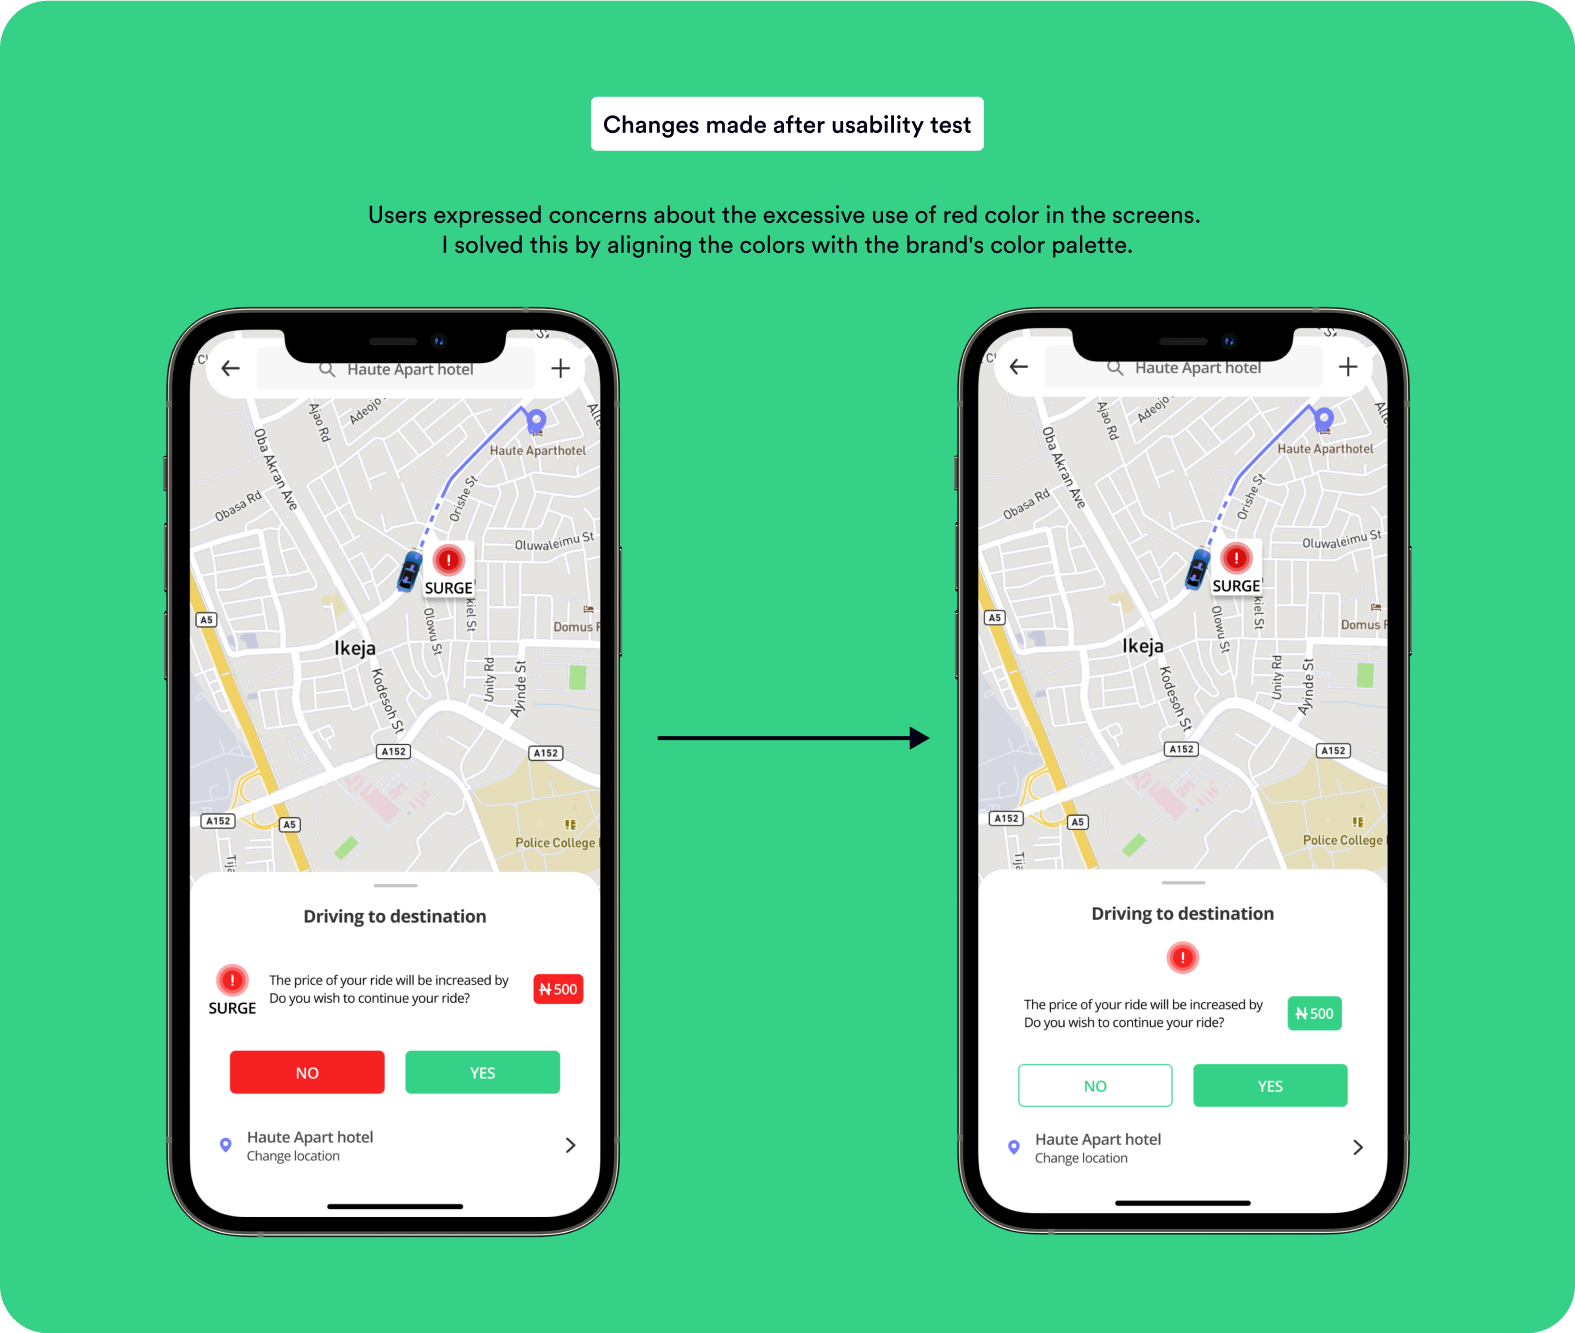 Changes made after usability test
Users expressed concerns about the excessive use of red color in the screens.
I solved this by aligning the colors with the brand's color palette.
St
Haute Apart hotel
Ajao Rd
Adeojo
Oba Akran Ave
Haute Aparthotel
Obasa Rd
Orishe St
Oluwaleimu St
!
SURGE
kiel St
Olowu St
A5
Domus
Ikeja
Unity Rd
Ayinde St
Kodesoh St
A152
A152
A152
A5
Police College
Tija
Driving to destination
!
SURGE
The price of your ride will be increased by
Do you wish to continue your ride?
₦ 500
NO
YES
Haute Apart hotel
Change location
St
Haute Apart hotel
Ajao Rd
Adeojo
Oba Akran Ave
Haute Aparthotel
Obasa Rd
Orishe St
Oluwaleimu St
!
SURGE
kiel St
Olowu St
A5
Domus
Ikeja
Unity Rd
Ayinde St
Kodesoh St
A152
A152
A152
A5
Police College
Tija
Driving to destination
!
The price of your ride will be increased by
Do you wish to continue your ride?
₦ 500
NO
YES
Haute Apart hotel
Change location